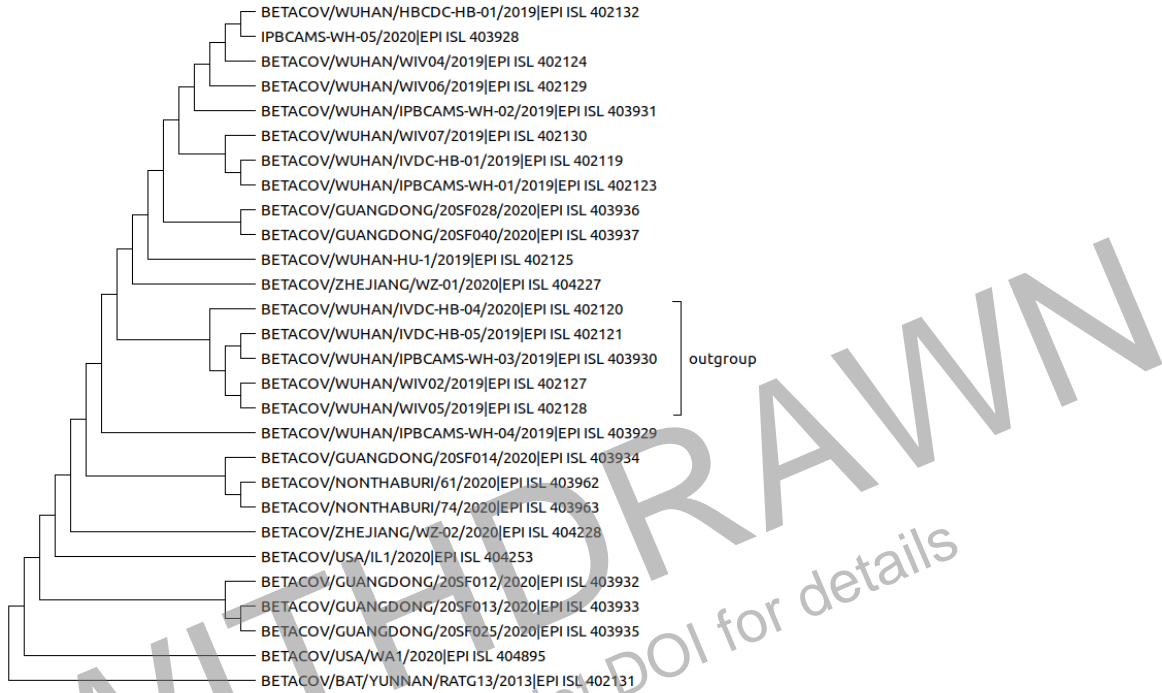 BETACOV/WUHAN/HBCDC-HB-01/2019|EPI ISL 402132
IPBCAMS-WH-05/2020|EPI ISL 403928
BETACOV/WUHAN/WIV04/2019|EPI ISL 402124
BETACOV/WUHAN/WIV06/2019|EPI ISL 402129
BETACOV/WUHAN/IPBCAMS-WH-02/2019|EPI ISL 403931
BETACOV/WUHAN/WIV07/2019|EPI ISL 402130
BETACOV/WUHAN/IVDC-HB-01/2019|EPI ISL 402119
BETACOV/WUHAN/IPBCAMS-WH-01/2019|EPI ISL 402123
BETACOV/GUANGDONG/20SF028/2020|EPI ISL 403936
BETACOV/GUANGDONG/20SF040/2020|EPI ISL 403937
BETACOV/WUHAN-HU-1/2019|EPI ISL 402125
BETACOV/ZHEJIANG/WZ-01/2020|EPI ISL 404227
BETACOV/WUHAN/IVDC-HB-04/2020|EPI ISL 402120
BETACOV/WUHAN/IVDC-HB-05/2019|EPI ISL 402121
BETACOV/WUHAN/IPBCAMS-WH-03/2019|EPI ISL 403930
outgroup
BETACOV/WUHAN/WIV02/2019|EPI ISL 402127
BETACOV/WUHAN/WIV05/2019|EPI ISL 402128
BETACOV/WUHAN/IPBCAMS-WH-04/2019|EPI ISL 403929
BETACOV/GUANGDONG/20SF014/2020|EPI ISL 403934
BETACOV/NONTHABURI/61/2020|EPI ISL 403962
BETACOV/NONTHABURI/74/2020|EPI ISL 403963
BETACOV/ZHEJIANG/WZ-02/2020|EPI ISL 404228
BETACOV/USA/IL1/2020|EPI ISL 404253
BETACOV/GUANGDONG/20SF012/2020|EPI ISL 403932
BETACOV/GUANGDONG/20SF013/2020|EPI ISL 403933
BETACOV/GUANGDONG/20SF025/2020|EPI ISL 403935
BETACOV/USA/WA1/2020|EPI ISL 404895
BETACOV/BAT/YUNNAN/RATG13/2013|EPI ISL 402131
WITHDRAWN
DOI for details